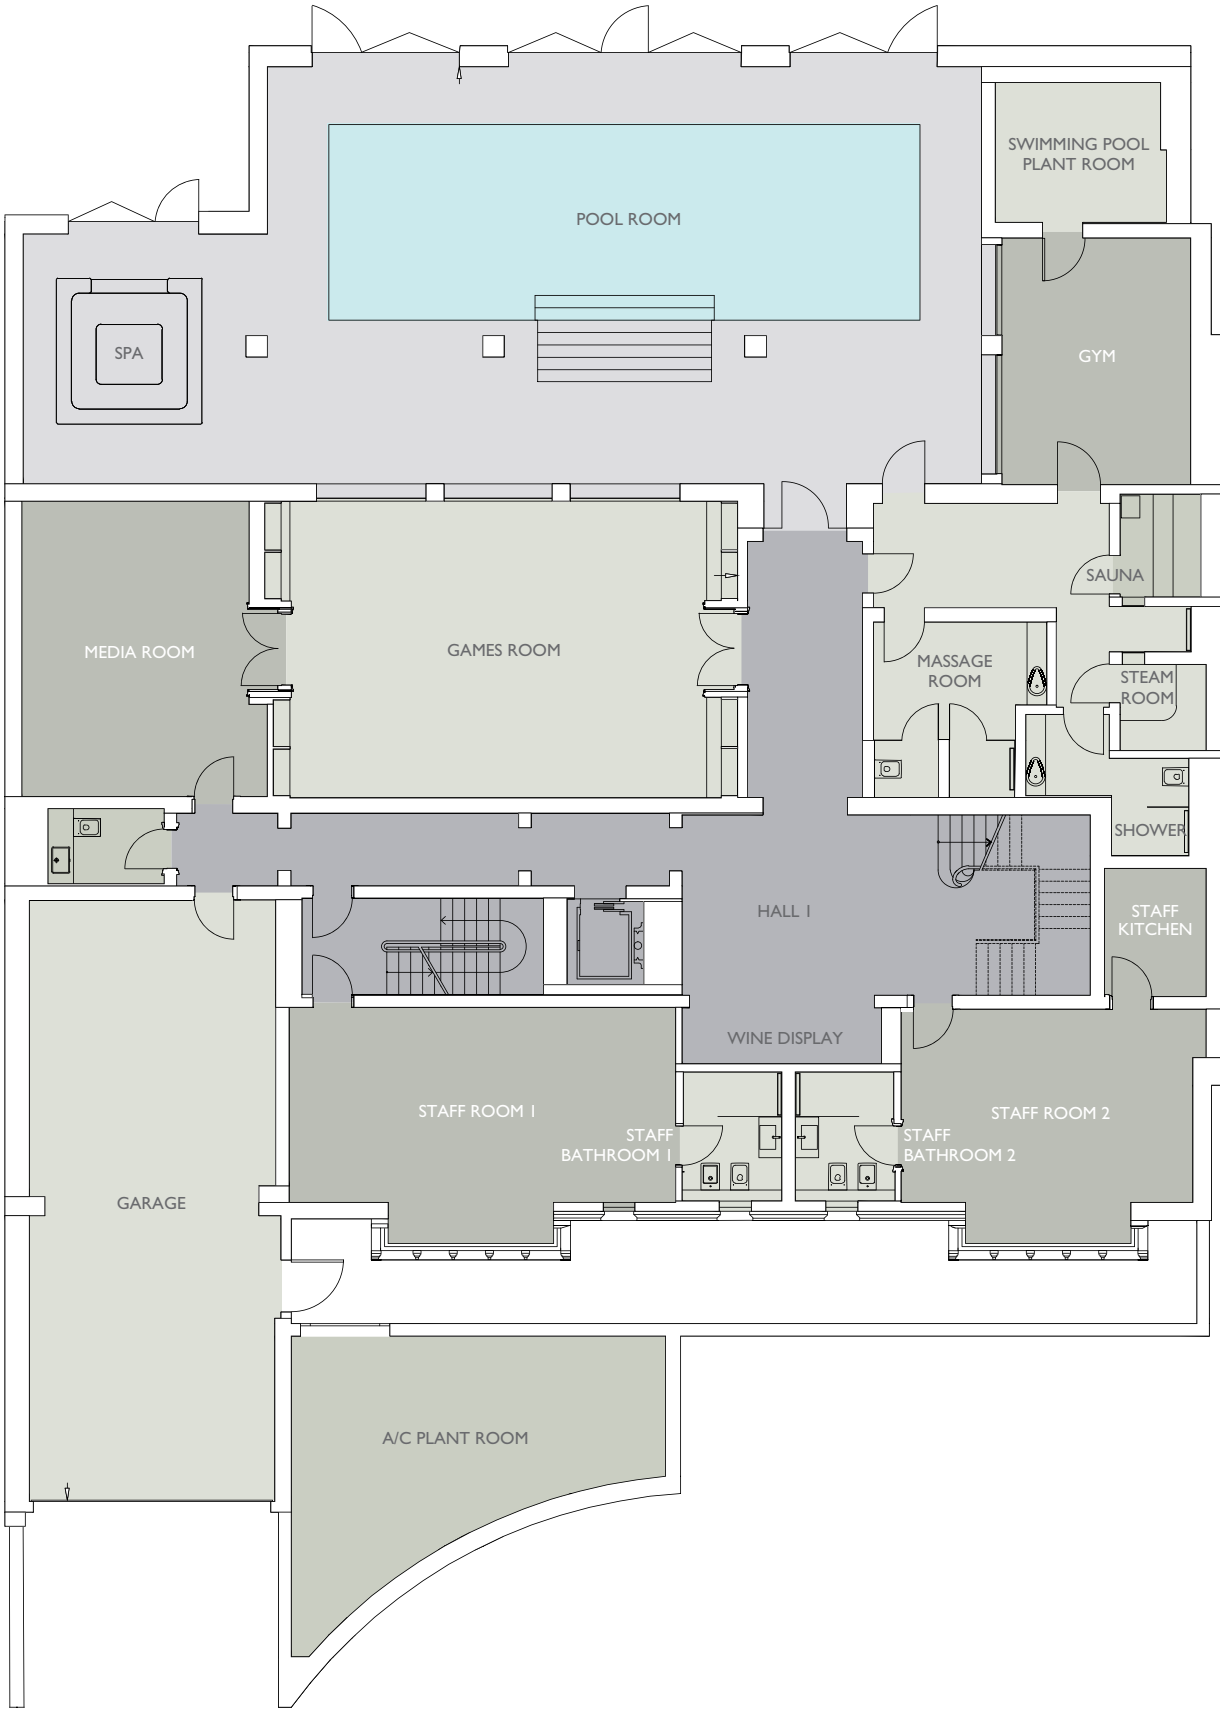 SWIMMING POOL
PLANT ROOM
POOL ROOM
SPA
GYM
SAUNA
MEDIA ROOM
GAMES ROOM
MASSAGE
ROOM
STEAM
ROOM
SHOWER
HALL 1
STAFF
KITCHEN
WINE DISPLAY
STAFF ROOM 1
STAFF ROOM 2
STAFF
BATHROOM 1
STAFF
BATHROOM 2
GARAGE
A/C PLANT ROOM